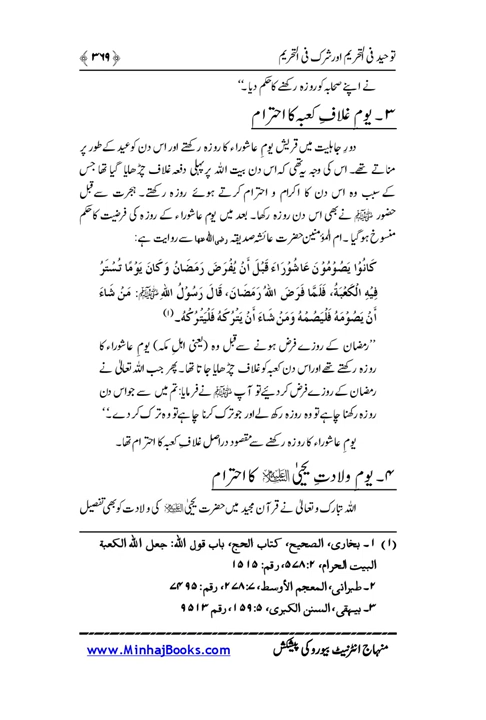 توحید فی التحریم اور شرک فی التحریم
﴿ ۳۶۹ ﴾
نے اپنے صحابہ کو روزہ رکھنے کا حکم دیا۔‘‘
۳۔ یومِ غلافِ کعبہ کا احترام
دورِ جاہلیت میں قریش یومِ عاشوراء کا روزہ رکھتے اور اس دن کو عید کے طور پر
مناتے تھے۔ اس کی وجہ یہ تھی کہ اس دن بیت اللہ پر پہلی دفعہ غلاف چڑھایا گیا تھا جس
کے سبب وہ اس دن کا اکرام و احترام کرتے ہوئے روزہ رکھتے۔ ہجرت سے قبل
حضور ﷺ نے بھی اس دن روزہ رکھا۔ بعد میں یومِ عاشوراء کے روزہ کی فرضیت کا حکم
منسوخ ہو گیا۔ ام المؤمنین حضرت عائشہ صدیقہ رضی اللہ عنہا سے روایت ہے:
كَانُوْا يَصُوْمُوْنَ عَاشُوْرَاءَ قَبْلَ أَنْ يُفْرَضَ رَمَضَانُ وَكَانَ يَوْمًا تُسْتَرُ
فِيْهِ الْكَعْبَةُ، فَلَمَّا فَرَضَ اللهُ رَمَضَانَ، قَالَ رَسُوْلُ اللهِ ﷺ: مَنْ شَاءَ
أَنْ يَصُوْمَهُ فَلْيَصُمْهُ وَمَنْ شَاءَ أَنْ يَتْرُكَهُ فَلْيَتْرُكْهُ۔(۱)
’’رمضان کے روزے فرض ہونے سے قبل وہ (یعنی اہلِ مکہ) یومِ عاشوراء کا
روزہ رکھتے تھے اور اس دن کعبہ کو غلاف چڑھایا جاتا تھا۔ پھر جب اللہ تعالیٰ نے
رمضان کے روزے فرض کر دیئے تو آپ ﷺ نے فرمایا: تم میں سے جو اس دن
روزہ رکھنا چاہے تو وہ روزہ رکھ لے اور جو ترک کرنا چاہے تو وہ ترک کر دے۔‘‘
یومِ عاشوراء کا روزہ رکھنے سے مقصود دراصل غلافِ کعبہ کا احترام تھا۔
۴۔ یومِ ولادتِ یحییٰ علیہ السلام کا احترام
اللہ تبارک و تعالیٰ نے قرآن مجید میں حضرت یحییٰ علیہ السلام کی ولادت کو بھی تفصیل
(۱) ۱۔ بخاری، الصحیح، کتاب الحج، باب قول اللہ: جعل اللہ الکعبة
البیت الحرام، ۲: ۵۷۸، رقم: ۱۵۱۵
۲۔ طبرانی، المعجم الأوسط، ۷: ۲۷۸، رقم: ۷۴۹۵
۳۔ بیہقی، السنن الکبری، ۵: ۱۵۹، رقم ۹۵۱۳
منہاج انٹرنیٹ بیورو کی پیشکش
www.MinhajBooks.com